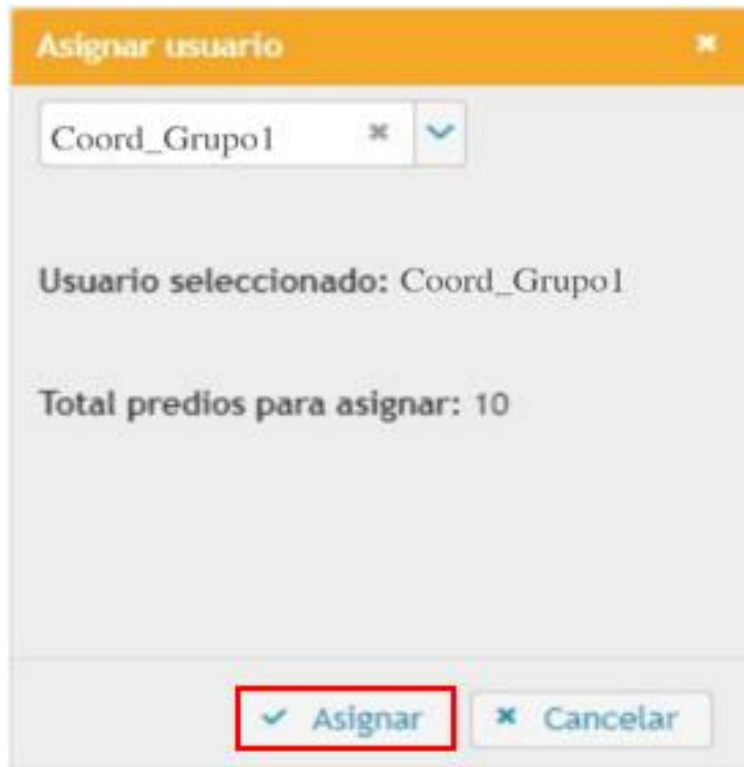 Asignar usuario
Coord_Grupo1
Usuario seleccionado: Coord_Grupo1
Total predios para asignar: 10
Asignar
Cancelar